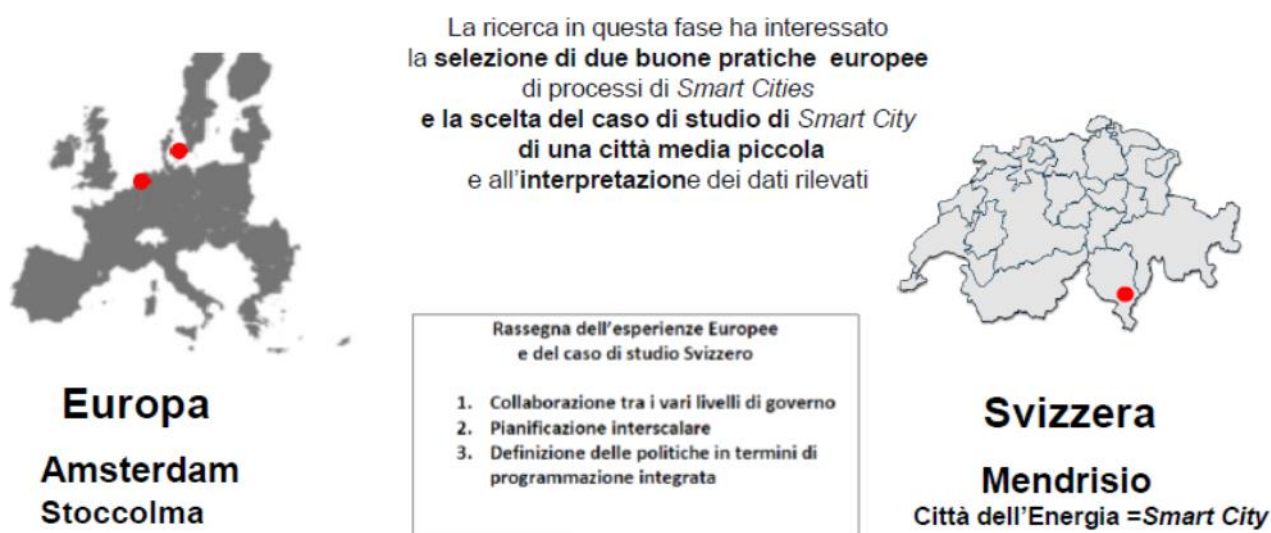 La ricerca in questa fase ha interessato
la selezione di due buone pratiche europee
di processi di Smart Cities
e la scelta del caso di studio di Smart City
di una città media piccola
e all'interpretazione dei dati rilevati
Rassegna dell'esperienze Europee
e del caso di studio Svizzero
1. Collaborazione tra i vari livelli di governo
2. Pianificazione interscalare
3. Definizione delle politiche in termini di
programmazione integrata
Europa
Amsterdam
Stoccolma
Svizzera
Mendrisio
Città dell'Energia =Smart City